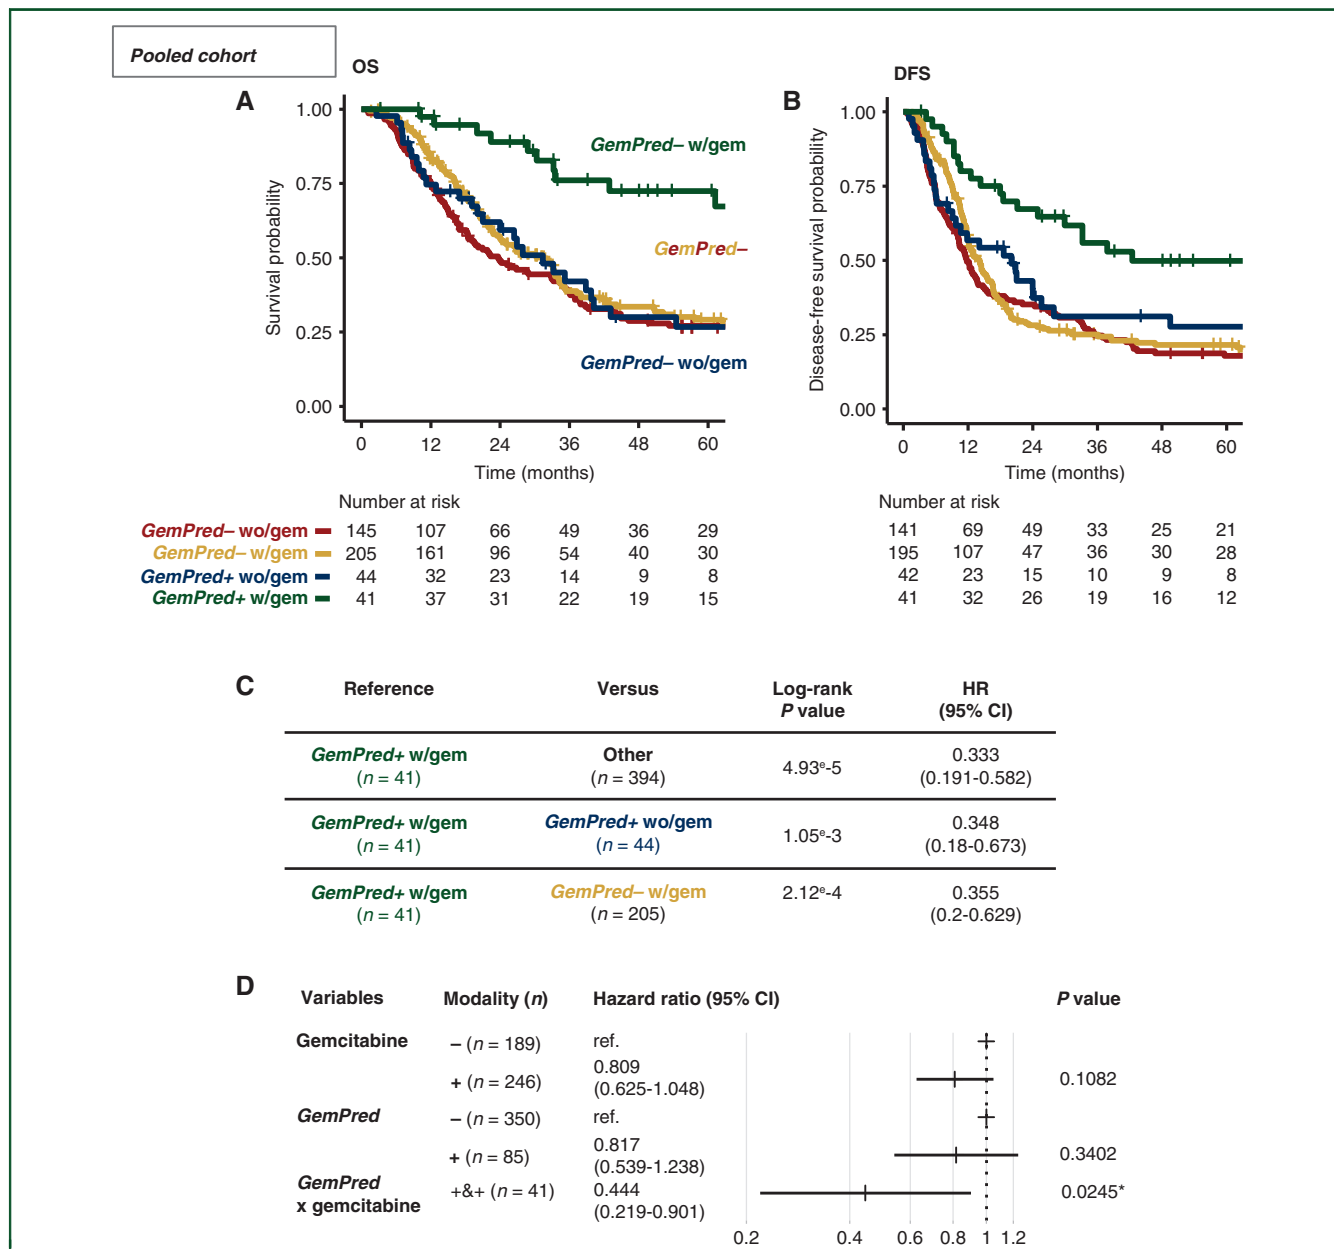 Pooled cohort
OS
DFS
A
B
1.00
0.75
0.50
0.25
0.00
Survival probability
GemPred– w/gem
GemPred–
GemPred– wo/gem
0 12 24 36 48 60
Time (months)
1.00
0.75
0.50
0.25
0.00
Disease-free survival probability
0 12 24 36 48 60
Time (months)
Number at risk
GemPred– wo/gem 145 107 66 49 36 29
GemPred– w/gem 205 161 96 54 40 30
GemPred+ wo/gem 44 32 23 14 9 8
GemPred+ w/gem 41 37 31 22 19 15
Number at risk
141 69 49 33 25 21
195 107 47 36 30 28
42 23 15 10 9 8
41 32 26 19 16 12
C
Reference Versus Log-rank HR
P value (95% CI)
GemPred+ w/gem Other 4.93e-5 0.333
(n = 41) (n = 394) (0.191-0.582)
GemPred+ w/gem GemPred+ wo/gem 1.05e-3 0.348
(n = 41) (n = 44) (0.18-0.673)
GemPred+ w/gem GemPred– w/gem 2.12e-4 0.355
(n = 41) (n = 205) (0.2-0.629)
D
Variables Modality (n) Hazard ratio (95% CI) P value
Gemcitabine – (n = 189) ref.
+ (n = 246) 0.809 0.1082
(0.625-1.048)
GemPred – (n = 350) ref.
+ (n = 85) 0.817 0.3402
(0.539-1.238)
GemPred +&+ (n = 41) 0.444 0.0245*
x gemcitabine (0.219-0.901)
0.2 0.4 0.6 0.8 1 1.2